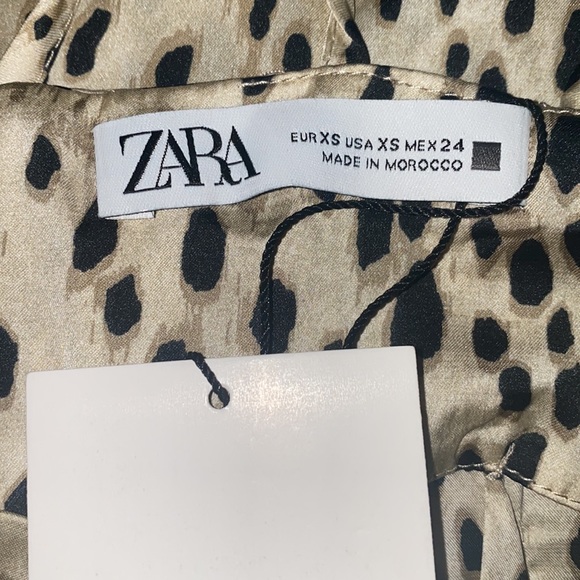 ZARA
EUR XS USA XS MEX 24
MADE IN MOROCCO